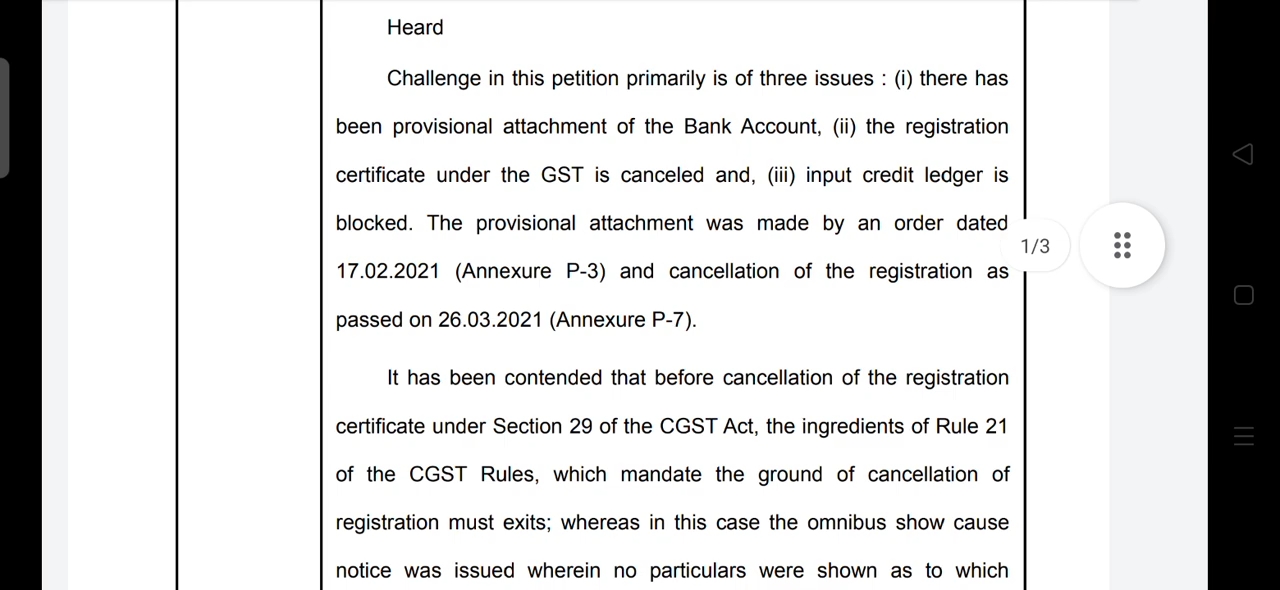 Heard
Challenge in this petition primarily is of three issues : (i) there has
been provisional attachment of the Bank Account, (ii) the registration
certificate under the GST is canceled and, (iii) input credit ledger is
blocked. The provisional attachment was made by an order dated
17.02.2021 (Annexure P-3) and cancellation of the registration as
passed on 26.03.2021 (Annexure P-7).
1/3
It has been contended that before cancellation of the registration
certificate under Section 29 of the CGST Act, the ingredients of Rule 21
of the CGST Rules, which mandate the ground of cancellation of
registration must exits; whereas in this case the omnibus show cause
notice was issued wherein no particulars were shown as to which